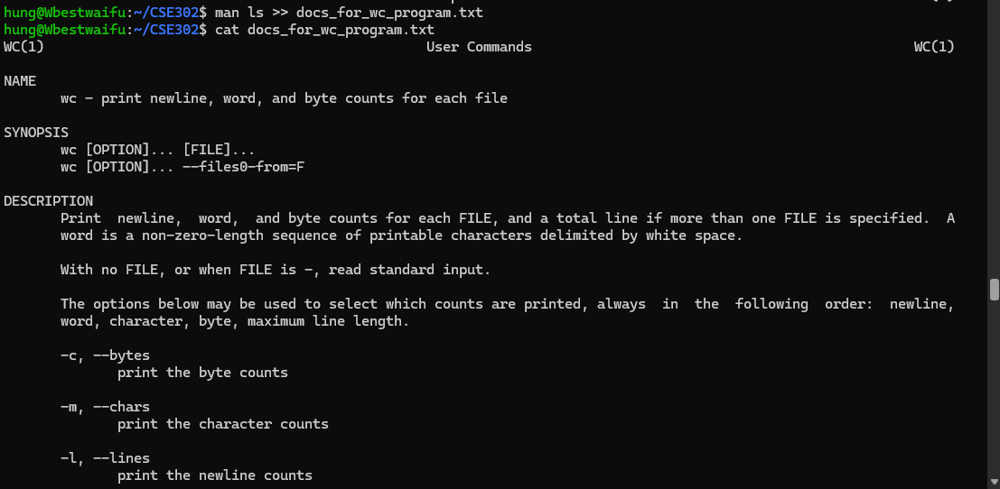 hung@Wbestwaifu:~/CSE302$ man ls >> docs_for_wc_program.txt
hung@Wbestwaifu:~/CSE302$ cat docs_for_wc_program.txt
WC(1) User Commands WC(1)
NAME
wc - print newline, word, and byte counts for each file
SYNOPSIS
wc [OPTION]... [FILE]...
wc [OPTION]... --files0-from=F
DESCRIPTION
Print newline, word, and byte counts for each FILE, and a total line if more than one FILE is specified. A
word is a non-zero-length sequence of printable characters delimited by white space.
With no FILE, or when FILE is -, read standard input.
The options below may be used to select which counts are printed, always in the following order: newline,
word, character, byte, maximum line length.
-c, --bytes
print the byte counts
-m, --chars
print the character counts
-l, --lines
print the newline counts